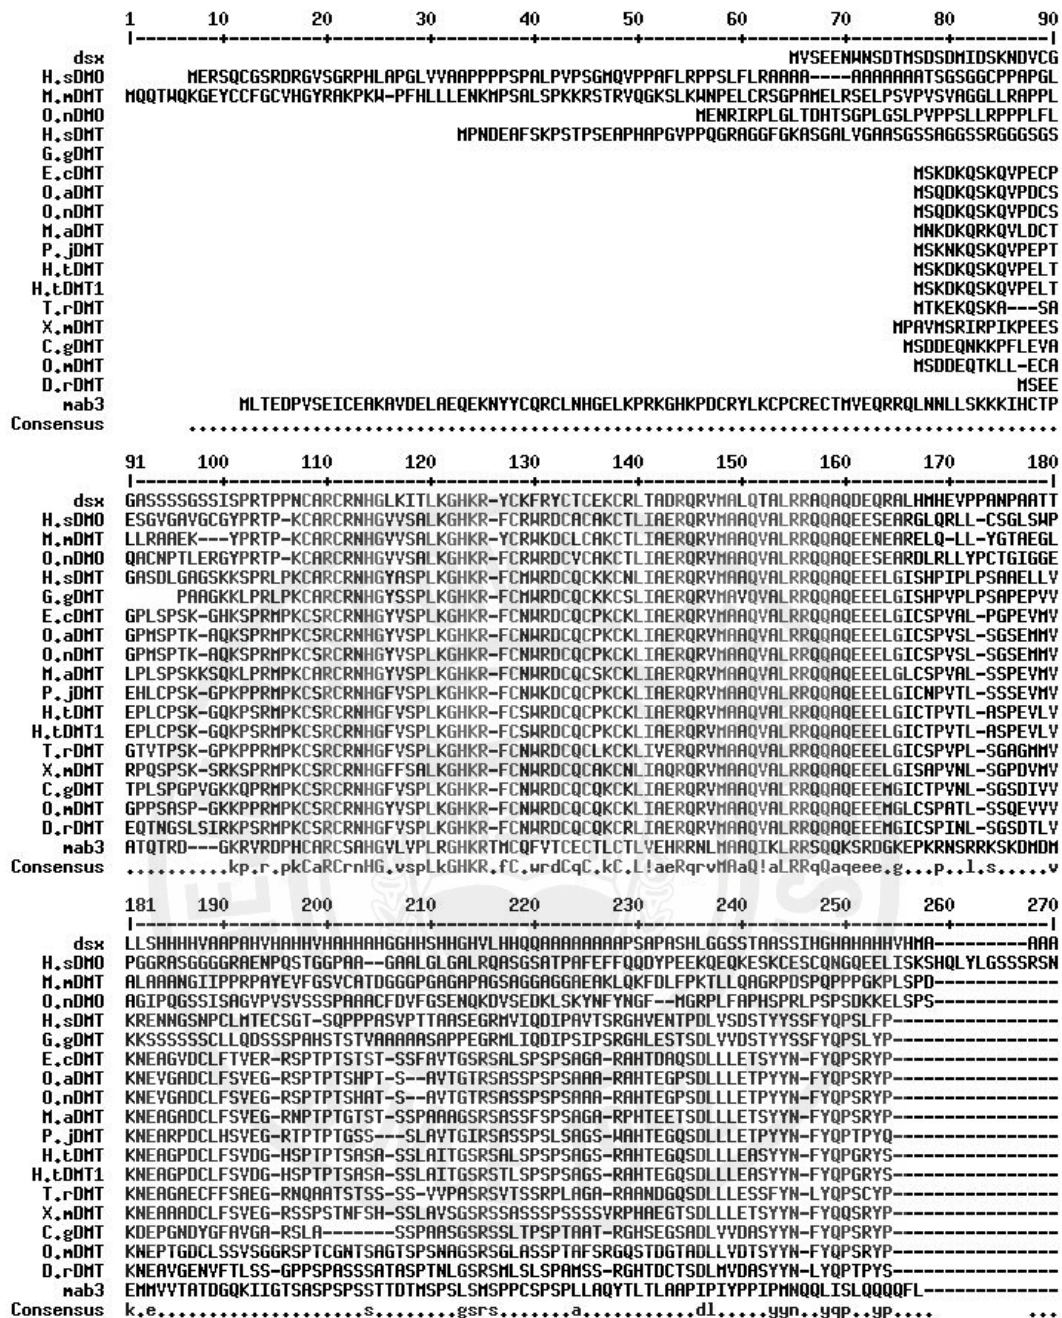 1 10 20 30 40 50 60 70 80 90
|--------+---------+---------+---------+---------+---------+---------+---------+---------|
dsx MVSEENWNSDTMSDSDMIDSKNDVCG
H.sDMO MERSQCGSRDRGVSGRPHLAPGLVVAAPPPPSPALPVPSGMQVPPAFLRPPSLFLRAAAA----AAAAAAATSGSGGCPPAPGL
M.mDMT MQQTWQKGEYCCFGCVHGYRAKPKW-PFHLLLENKMPSALSPKKRSTRVQGKSLKWNPELCRSGPAMELRSELPSVPVSVAGGLLRAPPL
O.nDMO MENRIRPLGLTDHTSGPLGSLPVPPSLLRPPPLFL
H.sDMT MPNDEAFSKPSTPSEAPHAPGVPPQGRAGGFGKASGALVGAASGSSAGGSSRGGGSGS
G.gDMT
E.cDMT MSKDKQSKQVPECP
O.aDMT MSQDKQSKQVPDCS
O.nDMT MSQDKQSKQVPDCS
M.aDMT MNKDKQRKQVLDCT
P.jDMT MSKNKQSKQVPEPT
H.tDMT MSKDKQSKQVPELT
H.tDMT1 MSKDKQSKQVPELT
T.rDMT MTKEKQSKA---SA
X.mDMT MPAVMSRIRPIKPEES
C.gDMT MSDDEQNKKPFLEVA
O.mDMT MSDDEQTKLL-ECA
D.rDMT MSEE
mab3 MLTEDPVSEICEAKAVDELAEQEKNYYCQRCLNHGELKPRKGHKPDCRYLKCPCRECTMVEQRRQLNNLLSKKKIHCTP
Consensus ....................................................................................
91 100 110 120 130 140 150 160 170 180
|--------+---------+---------+---------+---------+---------+---------+---------+---------|
dsx GASSSSGSSISPRTPPNCARCRNHGLKITLKGHKR-YCKFRYCTCEKCRLTADRQRVMALQTALRRAQAQDEQRALHMHEVPPANPAATT
H.sDMO ESGVGAVGCGYPRTP-KCARCRNHGVVSALKGHKR-FCRWRDCACAKCTLIAERQRVMAAQVALRRQQAQEESEARGLQRLL-CSGLSWP
M.mDMT LLRAAEK---YPRTP-KCARCRNHGVVSALKGHKR-FCRWKDCLCAKCTLIAERQRVMAAQVALRRQQAQEENEARELQ-LL-YGTAEGL
O.nDMO QACNPTLERGYPRTP-KCARCRNHGVVSALKGHKR-FCRWRDCVCAKCTLIAERQRVMAAQVALRRQQAQEESEARDLRLLYPCTGIGGE
H.sDMT GASDLGAGSKKSPRLPKCARCRNHGYASPLKGHKR-FCMWRDCQCKKCNLIAERQRVMAAQVALRRQQAQEEELGISHPIPLPSAAELLV
G.gDMT PAAGKKLPRLPKCARCRNHGYSSPLKGHKR-FCMWRDCQCKKCSLIAERQRVMAVQVALRRQQAQEEELGISHPVPLPSAPEPVV
E.cDMT GPLSPSK-GHKSPRMPKCARCRNHGYVSPLKGHKR-FCNWRDCQCPKCKLIAERQRVMAAQVALRRQQAQEEELGICSPVAL-PGPEVMV
O.aDMT GPMSPTK-AQKSPRMPKCSRCRNHGYVSPLKGHKR-FCNWRDCQCPKCKLIAERQRVMAAQVALRRQQAQEEELGICSPVSL-SGSEMMV
O.nDMT GPMSPTK-AQKSPRMPKCSRCRNHGYVSPLKGHKR-FCNWRDCQCPKCKLIAERQRVMAAQVALRRQQAQEEELGICSPVSL-SGSEMMV
M.aDMT LPLSPSKKSQKLPRMPKCSRCRNHGYVSPLKGHKR-FCNWRDCQCSKCKLIAERQRVMAAQVALRRQQAQEEELGLCSPVAL-SSPEVMV
P.jDMT EHLCPSK-GPKPPRMPKCSRCRNHGFVSPLKGHKR-FCNWKDCQCPKCKLIAERQRVMAAQVALRRQQAQEEELGICNPVTL-SSSEVMV
H.tDMT EPLCPSK-GQKPSRMPKCSRCRNHGFVSPLKGHKR-FCSWRDCQCPKCKLIAERQRVMAAQVALRRQQAQEEELGICTPVTL-ASPEVLV
H.tDMT1 EPLCPSK-GQKPSRMPKCSRCRNHGFVSPLKGHKR-FCSWRDCQCPKCKLIAERQRVMAAQVALRRQQAQEEELGICTPVTL-ASPEVLV
T.rDMT GTVTPSK-GPKPPRMPKCSRCRNHGFVSPLKGHKR-FCNWRDCQCLKCKLIVERQRVMAAQVALRRQQAQEEELGICSPVPL-SGAGMMV
X.mDMT RPQSPSK-SRKSPRMPKCSRCRNHGFFSALKGHKR-FCNWRDCQCAKCNLIAQRQRVMAAQVALRRQQAQEEELGISAPVNL-SGPDVMV
C.gDMT TPLSPGPVGKKQPRMPKCSRCRNHGYVSPLKGHKR-FCNWRDCQCQKCKLIAERQRVMAAQVALRRQQAQEEEMGICTPVNL-SGSDIVV
O.mDMT GPPSASP-GKKPPRMPKCSRCRNHGYVSPLKGHKR-FCNWRDCQCQKCKLIAERQRVMAAQVALRRQQAQEEEMGLCSPATL-SSQEVVV
D.rDMT EQTNGSLSIRKPSRMPKCSRCRNHGFVSPLKGHKR-FCNWRDCQCQKCRLIAERQRVMAAQVALRRQQAQEEEMGICSPINL-SGSDTLV
mab3 ATQTRD---GKRVRDPHCARCSAHGVLVPLRGHKRTMCQFVTCECTLCTLVEHRRNLMAAQIKLRRSQQKSRDGKEPKRNSRRKSKDMDM
Consensus ..........kp.r.pkCaRCrnHG.vspLkGHKR.fC.wrdCqC.kC.L!aeRqrvMAaQ!aLRRqQaqeee.g...p..l.s.....v
181 190 200 210 220 230 240 250 260 270
|--------+---------+---------+---------+---------+---------+---------+---------+---------|
dsx LLSHHHHVAAPAHVHAHHVHAHHAHGGHHSHHGHVLHHQQAAAAAAAAPSAPASHLGGSSTAASSIHGHAHAHHVHMA----------AAA
H.sDMO PGGRASGGGGRAENPQSTGGPAA--GAALGLGALRQASGSATPAFEFFQQDYPEEKQEQKESKCESCQNGQEELISKSHQLYLGSSSRSN
M.mDMT ALAAANGIIPPRPAYEVFGSVCATDGGGPGAGAPAGSAGGAGGAEAKLQKFDLFPKTLLQAGRPDSPQPPPGKPLSPD------------
O.nDMO AGIPQGSSISAGVPVSVSSSPAAACFDVFGSENQKDVSEDKLSKYNFYNGF--MGRPLFAPHSPRLPSPSDKKELSPS------------
H.sDMT KRENNGSNPCLMTECSGT-SQPPPASVPTTAASEGRMVIQDIPAVTSRGHVENTPDLVSDSTYYSSFYQPSLFP---------------
G.gDMT KKSSSSSSCLLQDSSSPAHSTSTVAAAAASAPPEGRMLIQDIPSIPSRGHLESTSDLVVDSTYYSSFYQPSLYP---------------
E.cDMT KNEAGVDCLFTVER-RSPTPTSTST-SSFAVTGSRSALSPSPSAGA-RAHTDAQSDLLLETSYYN-FYQPSRYP---------------
O.aDMT KNEVGADCLFSVEG-RSPTPTSHPT-S--AVTGTRSASSPSPSAAA-RAHTEGPSDLLLETPYYN-FYQPSRYP---------------
O.nDMT KNEVGADCLFSVEG-RSPTPTSHAT-S--AVTGTRSASSPSPSAAA-RAHTEGPSDLLLETPYYN-FYQPSRYP---------------
M.aDMT KNEAGADCLFSVEG-RNPTPTGTST-SSPAAAGSRSASSFSPSAGA-RPHTEETSDLLLETSYYN-FYQPSRYP---------------
P.jDMT KNEARPDCLHSVEG-RTPTPTGSS---SLAVTGIRSASSPSLSAGS-WAHTEGQSDLLLETPYYN-FYQPTPYQ---------------
H.tDMT KNEAGPDCLFSVDG-HSPTPTSASA-SSLAITGSRSALSPSPSAGS-RAHTEGQSDLLLEASYYN-FYQPGRYS---------------
H.tDMT1 KNEAGPDCLFSVDG-HSPTPTSASA-SSLAITGSRSTLSPSPSAGS-RAHTEGQSDLLLEASYYN-FYQPGRYS---------------
T.rDMT KNEAGAECFFSAEG-RNQAATSTSS-SS-VVPASRSVTSSRPLAGA-RAANDGQSDLLLESSFYN-LYQPSCYP---------------
X.mDMT KNEAAADCLFSVEG-RSSPSTNFSH-SSLAVSGSRSSASSSPSSSSVRPHAEGTSDLLLETSYYN-FYQQSRYP---------------
C.gDMT KDEPGNDYGFAVGA-RSLA------SSPAASGSRSSLTPSPTAAT-RGHSEGSADLVVDASYYN-FYQPSRYP---------------
O.mDMT KNEPTGDCLSSVSGGRSPTCGNTSAGTSPSNAGSRSGLASSPTAFSRGQSTDGTADLLVDTSYYN-FYQPSRYP---------------
D.rDMT KNEAVGENVFTLSS-GPPSPASSSATASPTNLGSRSMLSLSPAMSS-RGHTDCTSDLMVDASYYN-LYQPTPYS---------------
mab3 EMMVVTATDGQKIIGTSASPSPSSTTDTMSPSLSMSPPCSPSPLLAQYTLTLAAPIPIYPPIPMNQQLISLQQQQFL------------
Consensus k.e....................s........gsrs.........a...........dl.....yyn..yqp..yp..... ...